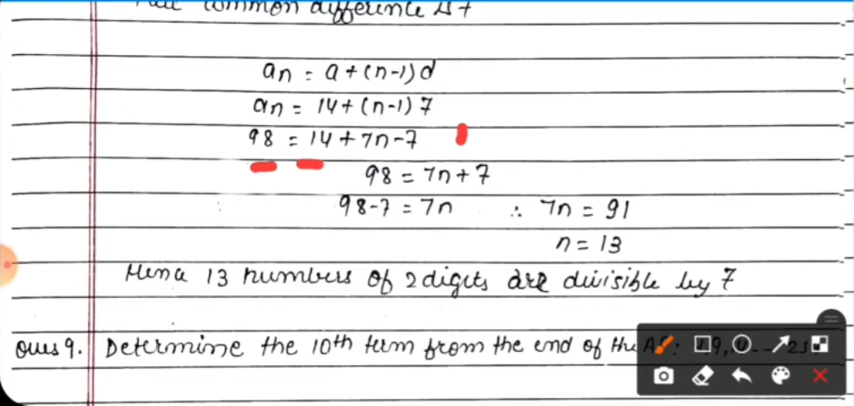 common difference is 7
an = a + (n-1) d
an = 14 + (n-1) 7
98 = 14 + 7n - 7
98 = 7n + 7
98 - 7 = 7n ∴ 7n = 91
n = 13
Hence 13 numbers of 2 digits are divisible by 7
Ques 9. Determine the 10th term from the end of the AP: